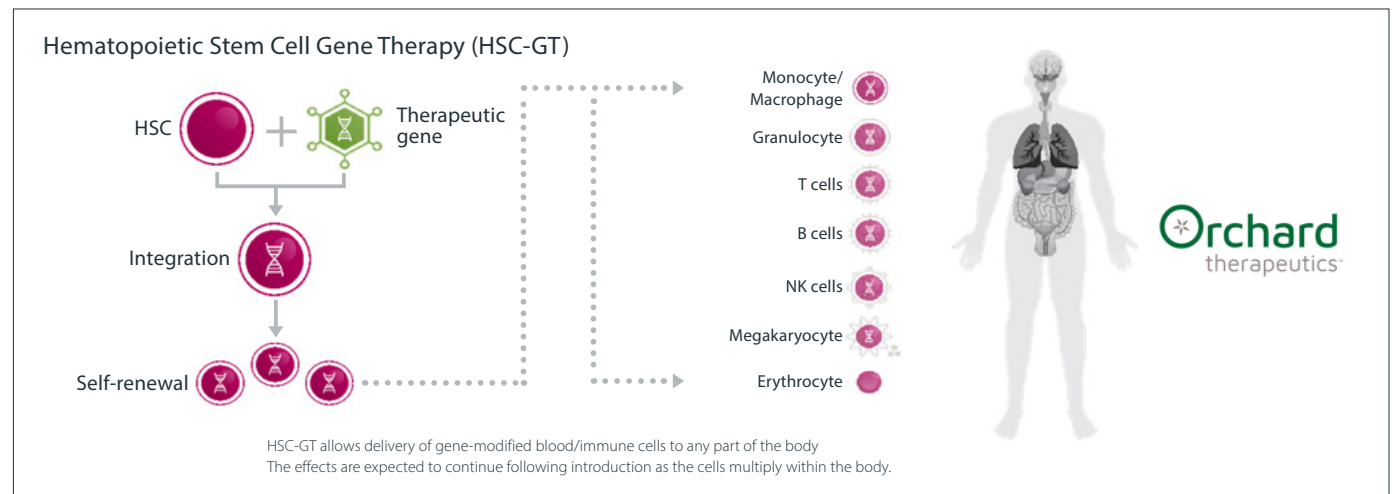 Hematopoietic Stem Cell Gene Therapy (HSC-GT)
HSC
Therapeutic
gene
Integration
Self-renewal
Monocyte/
Macrophage
Granulocyte
T cells
B cells
NK cells
Megakaryocyte
Erythrocyte
Orchard
therapeutics™
HSC-GT allows delivery of gene-modified blood/immune cells to any part of the body
The effects are expected to continue following introduction as the cells multiply within the body.